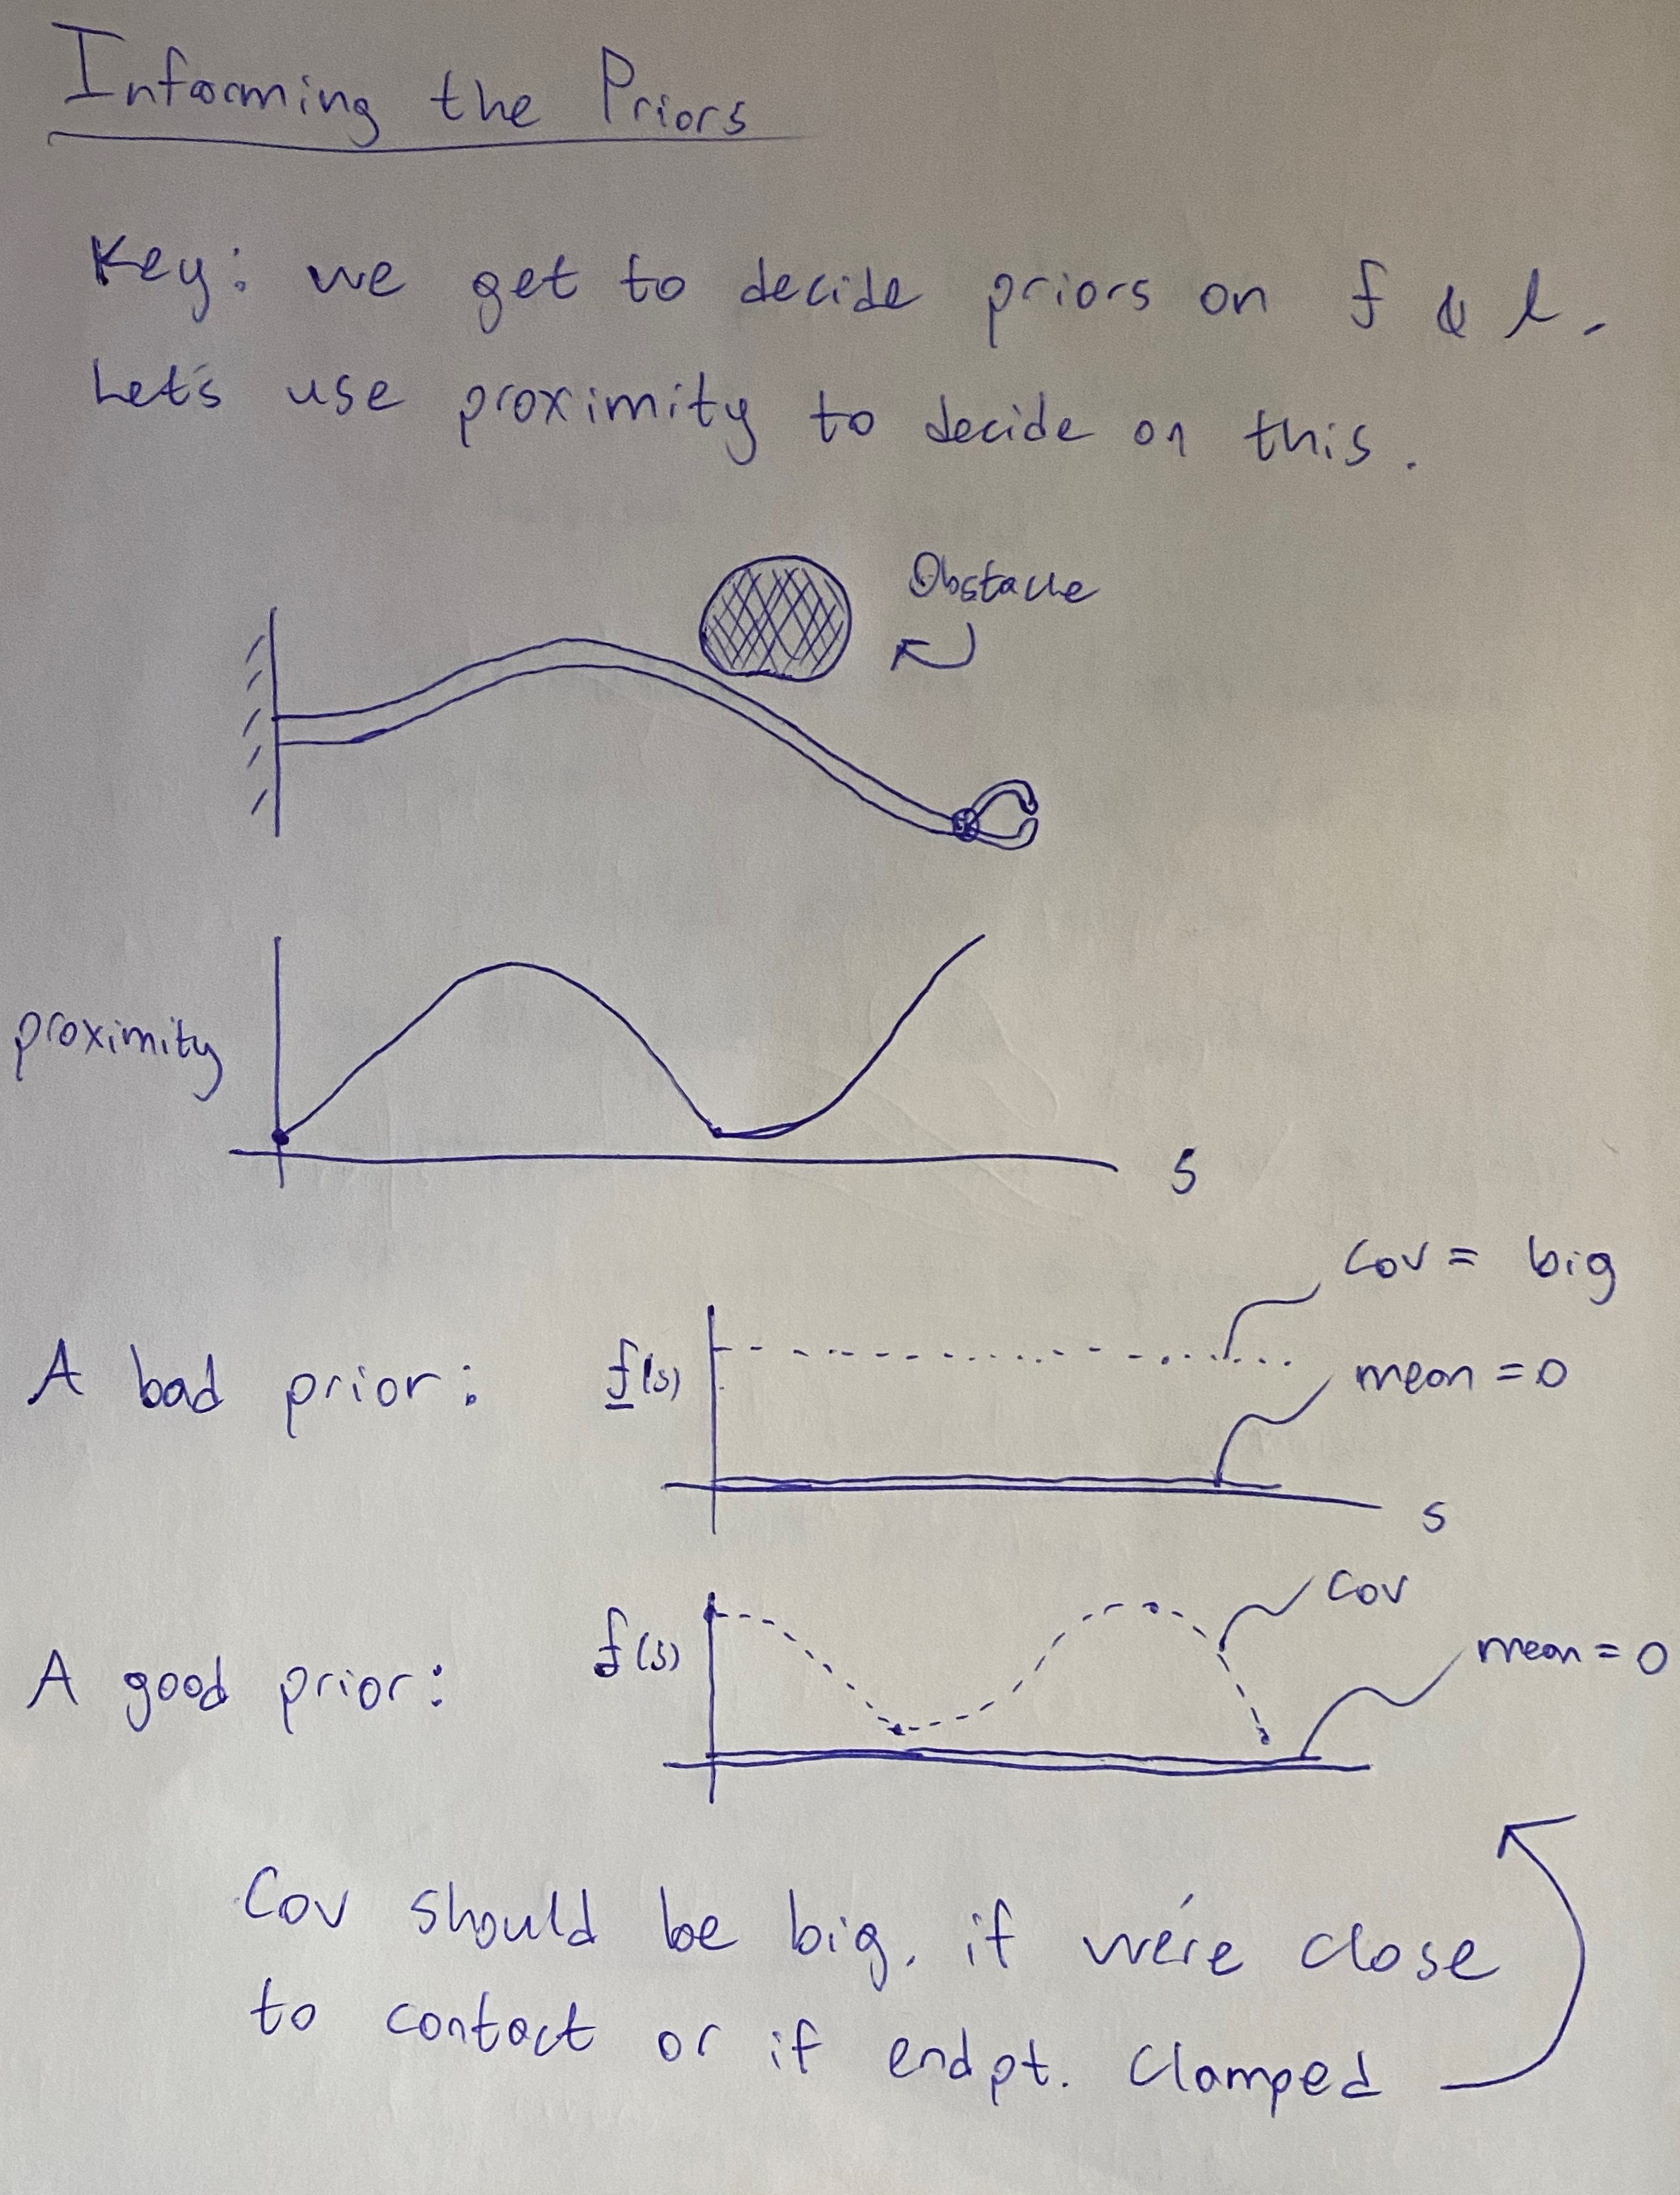 Informing the Priors
Key: we get to decide priors on f & l.
Let's use proximity to decide on this.
Obstacle
proximity
s
cov = big
A bad prior: f(s)
mean = 0
s
cov
A good prior: f(s)
mean = 0
Cov should be big, if we're close
to contact or if endpt. clamped